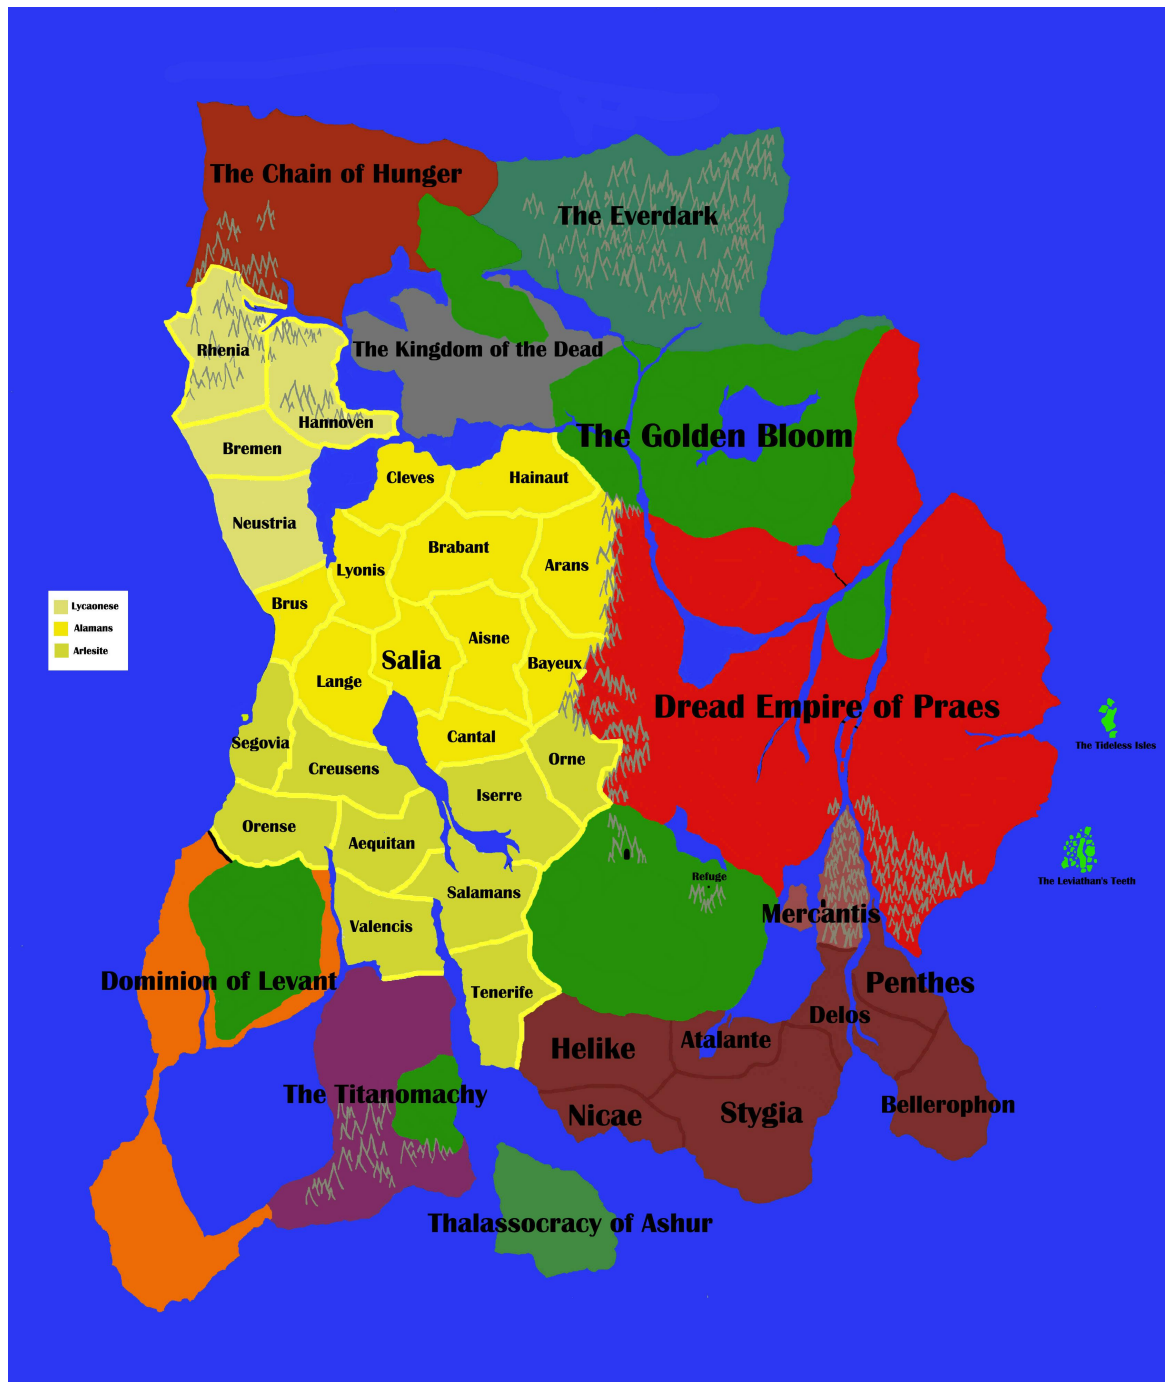 The Chain of Hunger
The Everdark
Rhenia
The Kingdom of the Dead
Hannoven
The Golden Bloom
Bremen
Cleves
Hainaut
Neustria
Brabant
Lyonis
Arans
Lycaonese
Alamans
Arlesite
Brus
Aisne
Salia
Bayeux
Lange
Dread Empire of Praes
Segovia
Cantal
The Tideless Isles
Orne
Creusens
Iserre
Orense
Aequitan
Refuge
The Leviathan's Teeth
Salamans
Mercantis
Valencis
Dominion of Levant
Tenerife
Penthes
Delos
Helike
Atalante
The Titanomachy
Nicae
Stygia
Bellerophon
Thalassocracy of Ashur